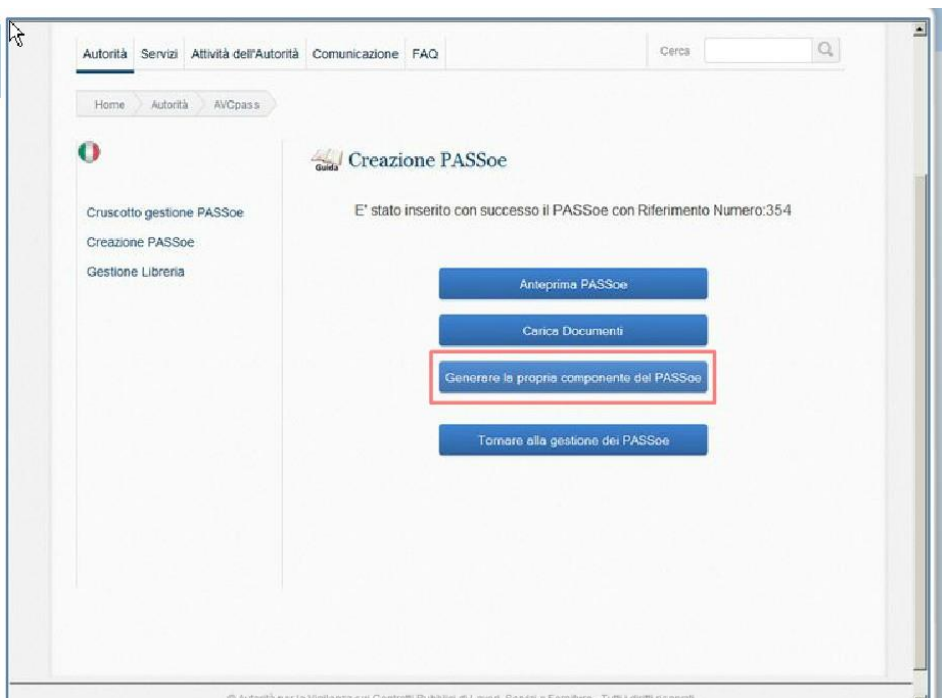 Autorità Servizi Attività dell'Autorità Comunicazione FAQ Cerca
Home Autorità AVCpass
Guida Creazione PASSoe
E' stato inserito con successo il PASSoe con Riferimento Numero:354
Cruscotto gestione PASSoe
Creazione PASSoe
Gestione Libreria
Anteprima PASSoe
Carica Documenti
Generare la propria componente del PASSoe
Tornare alla gestione dei PASSoe